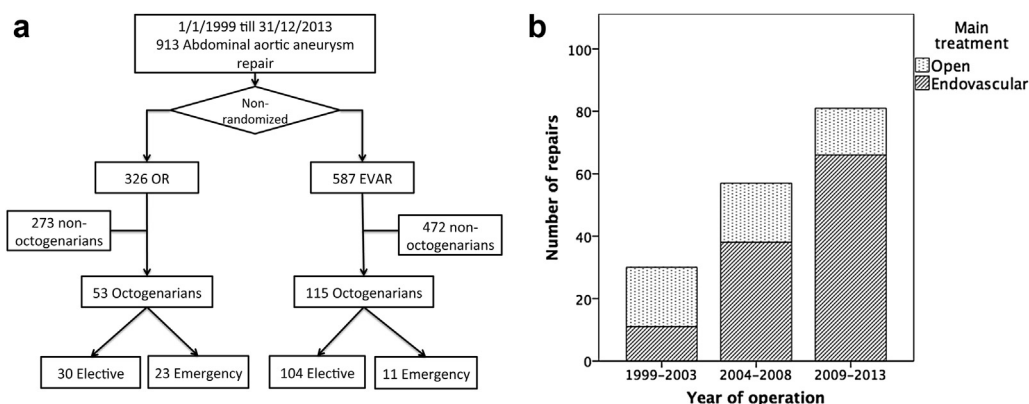 a
1/1/1999 till 31/12/2013
913 Abdominal aortic aneurysm
repair
Non-
randomized
326 OR
587 EVAR
273 non-
octogenarians
472 non-
octogenarians
53 Octogenarians
115 Octogenarians
30 Elective
23 Emergency
104 Elective
11 Emergency
b
Main
treatment
Open
Endovascular
Number of repairs
100
80
60
40
20
0
1999-2003
2004-2008
2009-2013
Year of operation